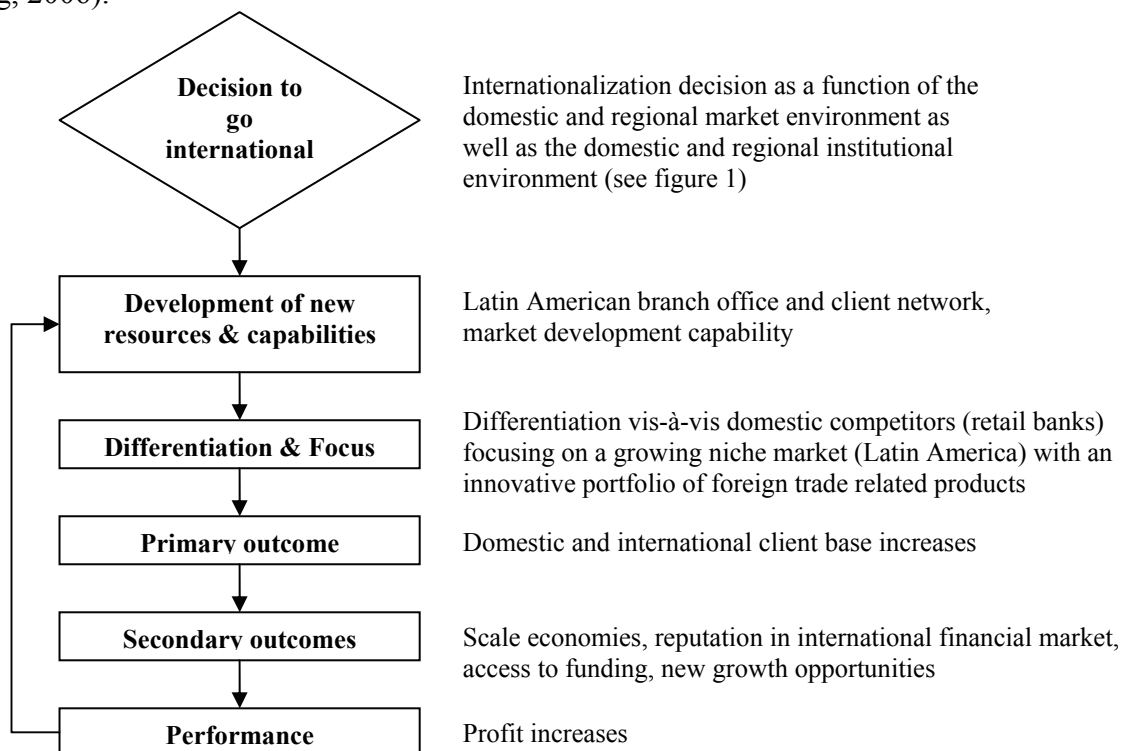 2006).
Decision to
go
international
Internationalization decision as a function of the
domestic and regional market environment as
well as the domestic and regional institutional
environment (see figure 1)
Development of new
resources & capabilities
Latin American branch office and client network,
market development capability
Differentiation & Focus
Differentiation vis-à-vis domestic competitors (retail banks)
focusing on a growing niche market (Latin America) with an
innovative portfolio of foreign trade related products
Primary outcome
Domestic and international client base increases
Secondary outcomes
Scale economies, reputation in international financial market,
access to funding, new growth opportunities
Performance
Profit increases